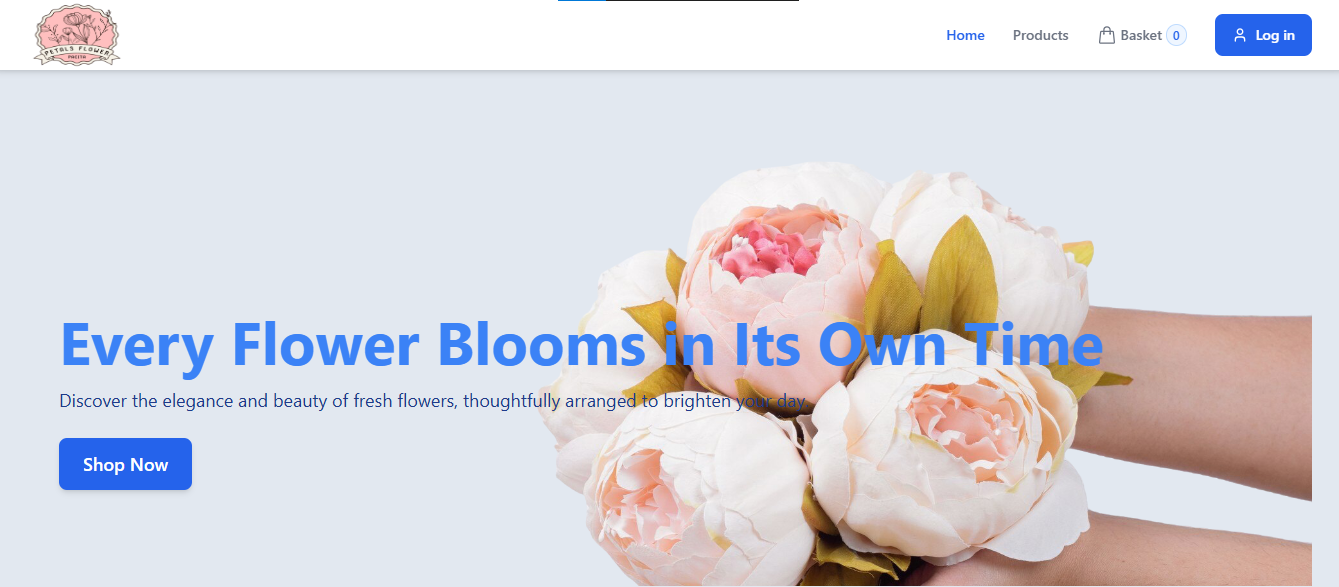 PETALS FLOWER
Home
Products
Basket 0
Log in
Every Flower Blooms in Its Own Time
Discover the elegance and beauty of fresh flowers, thoughtfully arranged to brighten your day.
Shop Now